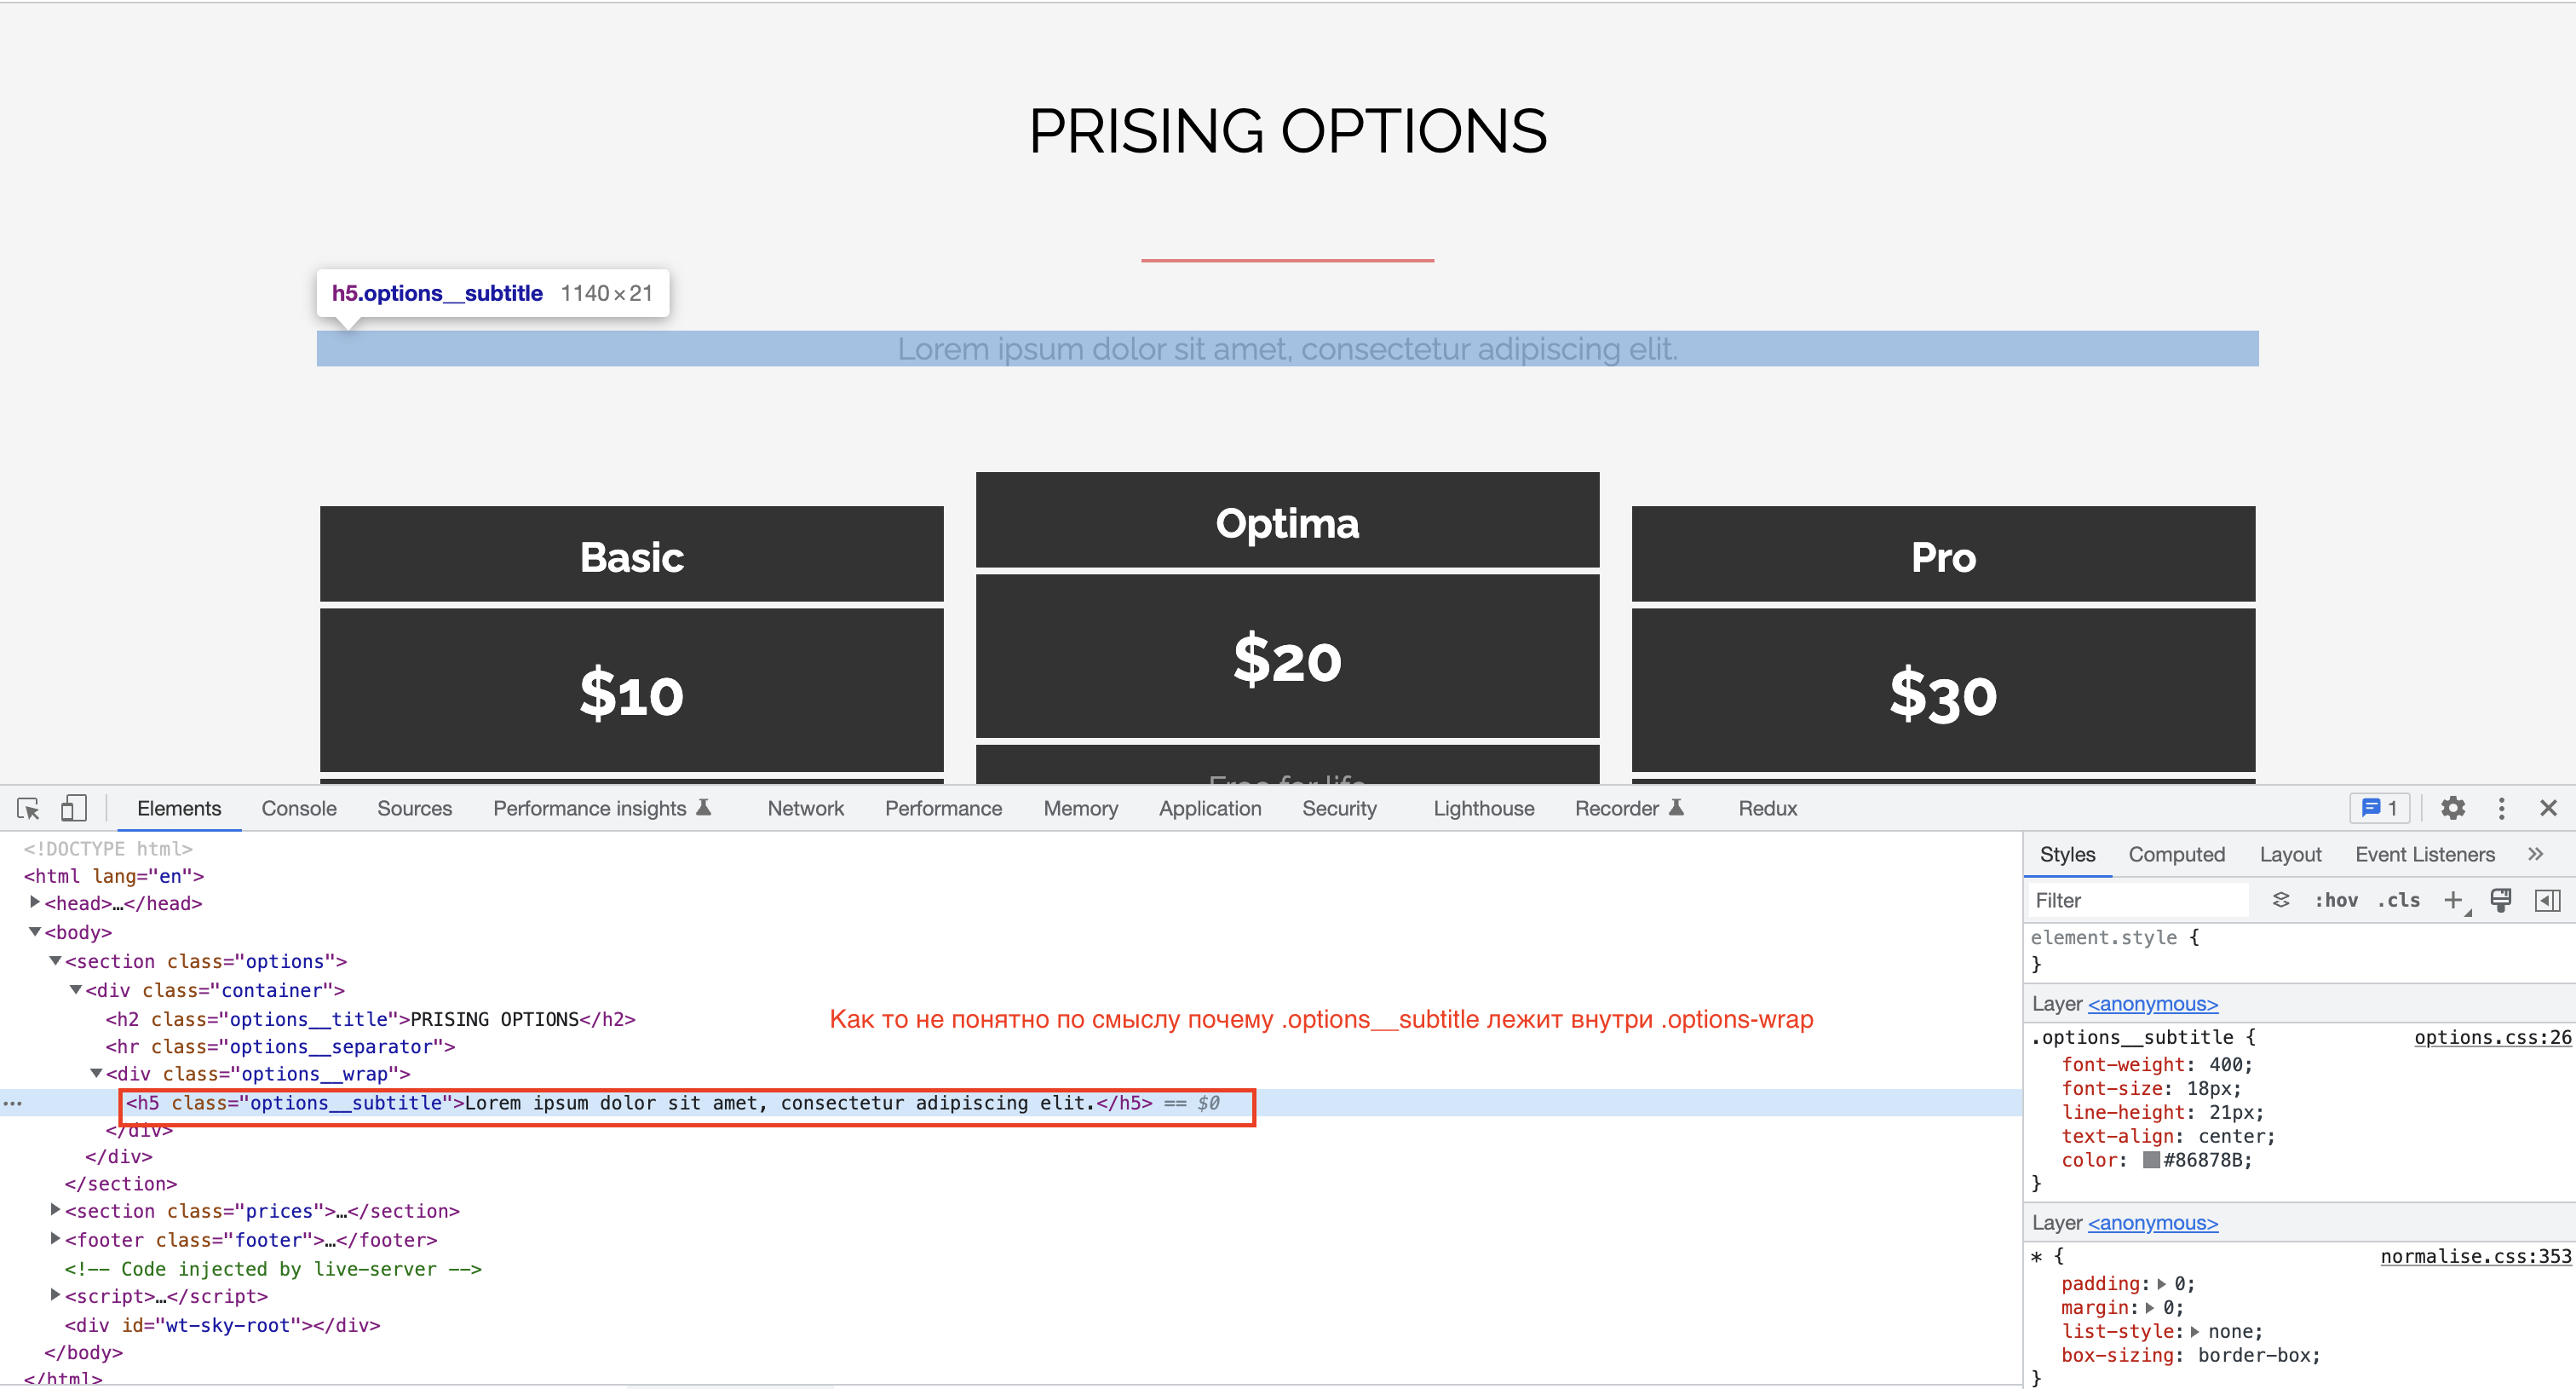 PRISING OPTIONS
h5.options__subtitle 1140×21
Lorem ipsum dolor sit amet, consectetur adipiscing elit.
Basic
Optima
Pro
$10
$20
$30
Free for life
Elements Console Sources Performance insights Network Performance Memory Application Security Lighthouse Recorder Redux 1
<!DOCTYPE html>
<html lang="en">
<head>…</head>
<body>
<section class="options">
<div class="container">
<h2 class="options__title">PRISING OPTIONS</h2>
Как то не понятно по смыслу почему .options__subtitle лежит внутри .options-wrap
<hr class="options__separator">
<div class="options__wrap">
<h5 class="options__subtitle">Lorem ipsum dolor sit amet, consectetur adipiscing elit.</h5> == $0
</div>
</div>
</section>
<section class="prices">…</section>
<footer class="footer">…</footer>
<!-- Code injected by live-server -->
<script>…</script>
<div id="wt-sky-root"></div>
</body>
</html>
Styles Computed Layout Event Listeners »
Filter :hov .cls
element.style {
}
Layer <anonymous>
.options__subtitle { options.css:26
font-weight: 400;
font-size: 18px;
line-height: 21px;
text-align: center;
color: #86878B;
}
Layer <anonymous>
* { normalise.css:353
padding: 0;
margin: 0;
list-style: none;
box-sizing: border-box;
}